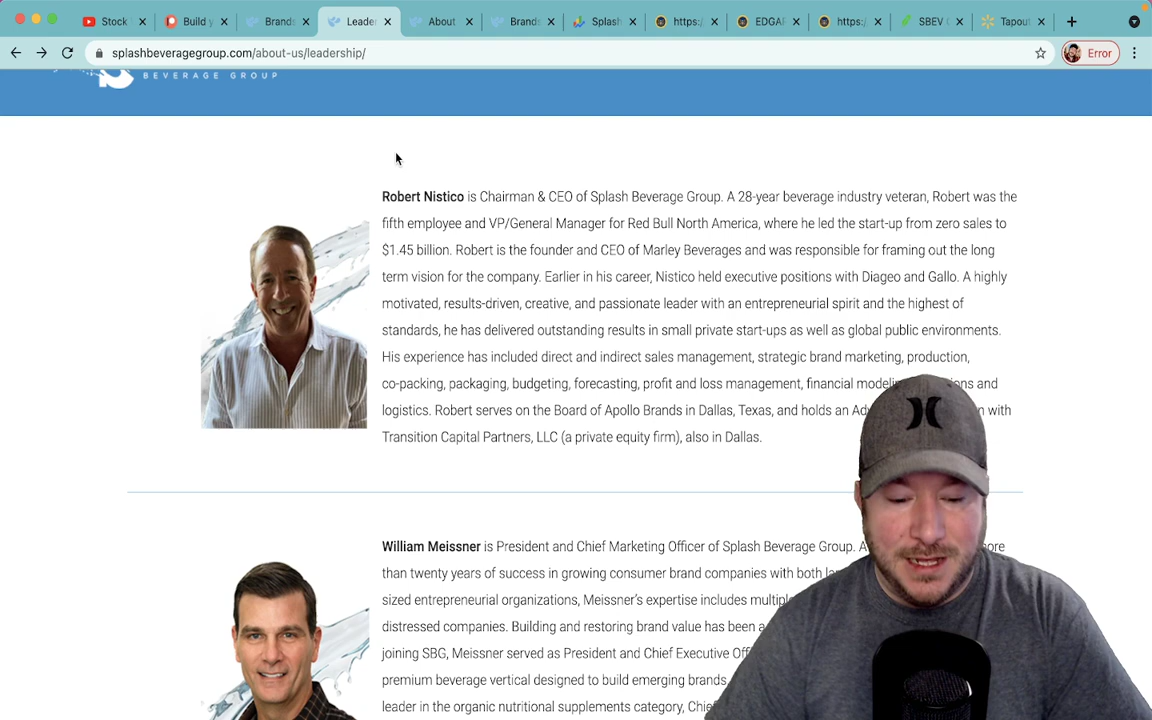 Stock
Build y
Brands
Leader
About
Brands
Splash
https:/
EDGAR
https:/
SBEV
Tapout
splashbeveragegroup.com/about-us/leadership/
Error
BEVERAGE GROUP
Robert Nistico is Chairman & CEO of Splash Beverage Group. A 28-year beverage industry veteran, Robert was the
fifth employee and VP/General Manager for Red Bull North America, where he led the start-up from zero sales to
$1.45 billion. Robert is the founder and CEO of Marley Beverages and was responsible for framing out the long
term vision for the company. Earlier in his career, Nistico held executive positions with Diageo and Gallo. A highly
motivated, results-driven, creative, and passionate leader with an entrepreneurial spirit and the highest of
standards, he has delivered outstanding results in small private start-ups as well as global public environments.
His experience has included direct and indirect sales management, strategic brand marketing, production,
co-packing, packaging, budgeting, forecasting, profit and loss management, financial and
logistics. Robert serves on the Board of Apollo Brands in Dallas, Texas, and holds an with
Transition Capital Partners, LLC (a private equity firm), also in Dallas.
William Meissner is President and Chief Marketing Officer of Splash Beverage Group. A
than twenty years of success in growing consumer brand companies with both
sized entrepreneurial organizations, Meissner's expertise includes
distressed companies. Building and restoring brand value has been a
joining SBG, Meissner served as President and Chief Executive
premium beverage vertical designed to build emerging brands,
leader in the organic nutritional supplements category,